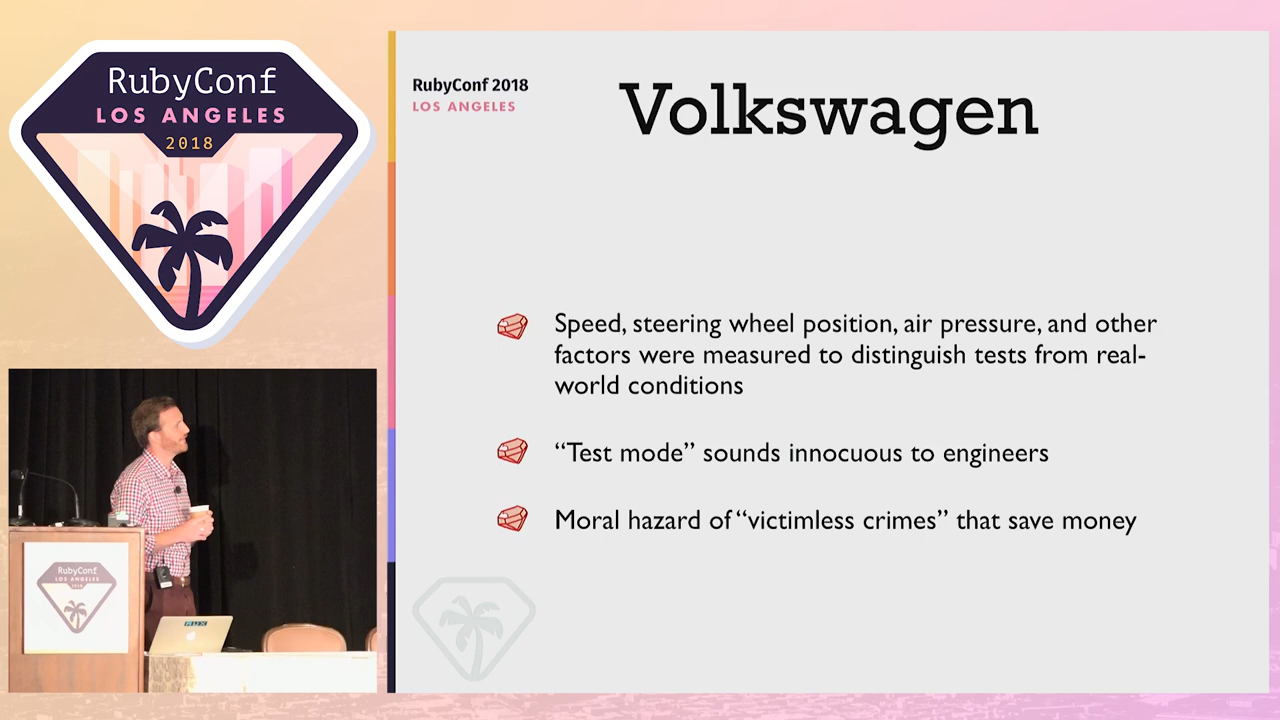 RubyConf
LOS ANGELES
2018
RubyConf 2018
LOS ANGELES
Volkswagen
Speed, steering wheel position, air pressure, and other
factors were measured to distinguish tests from real-
world conditions
“Test mode” sounds innocuous to engineers
Moral hazard of “victimless crimes” that save money
RubyConf
LOS ANGELES
2018